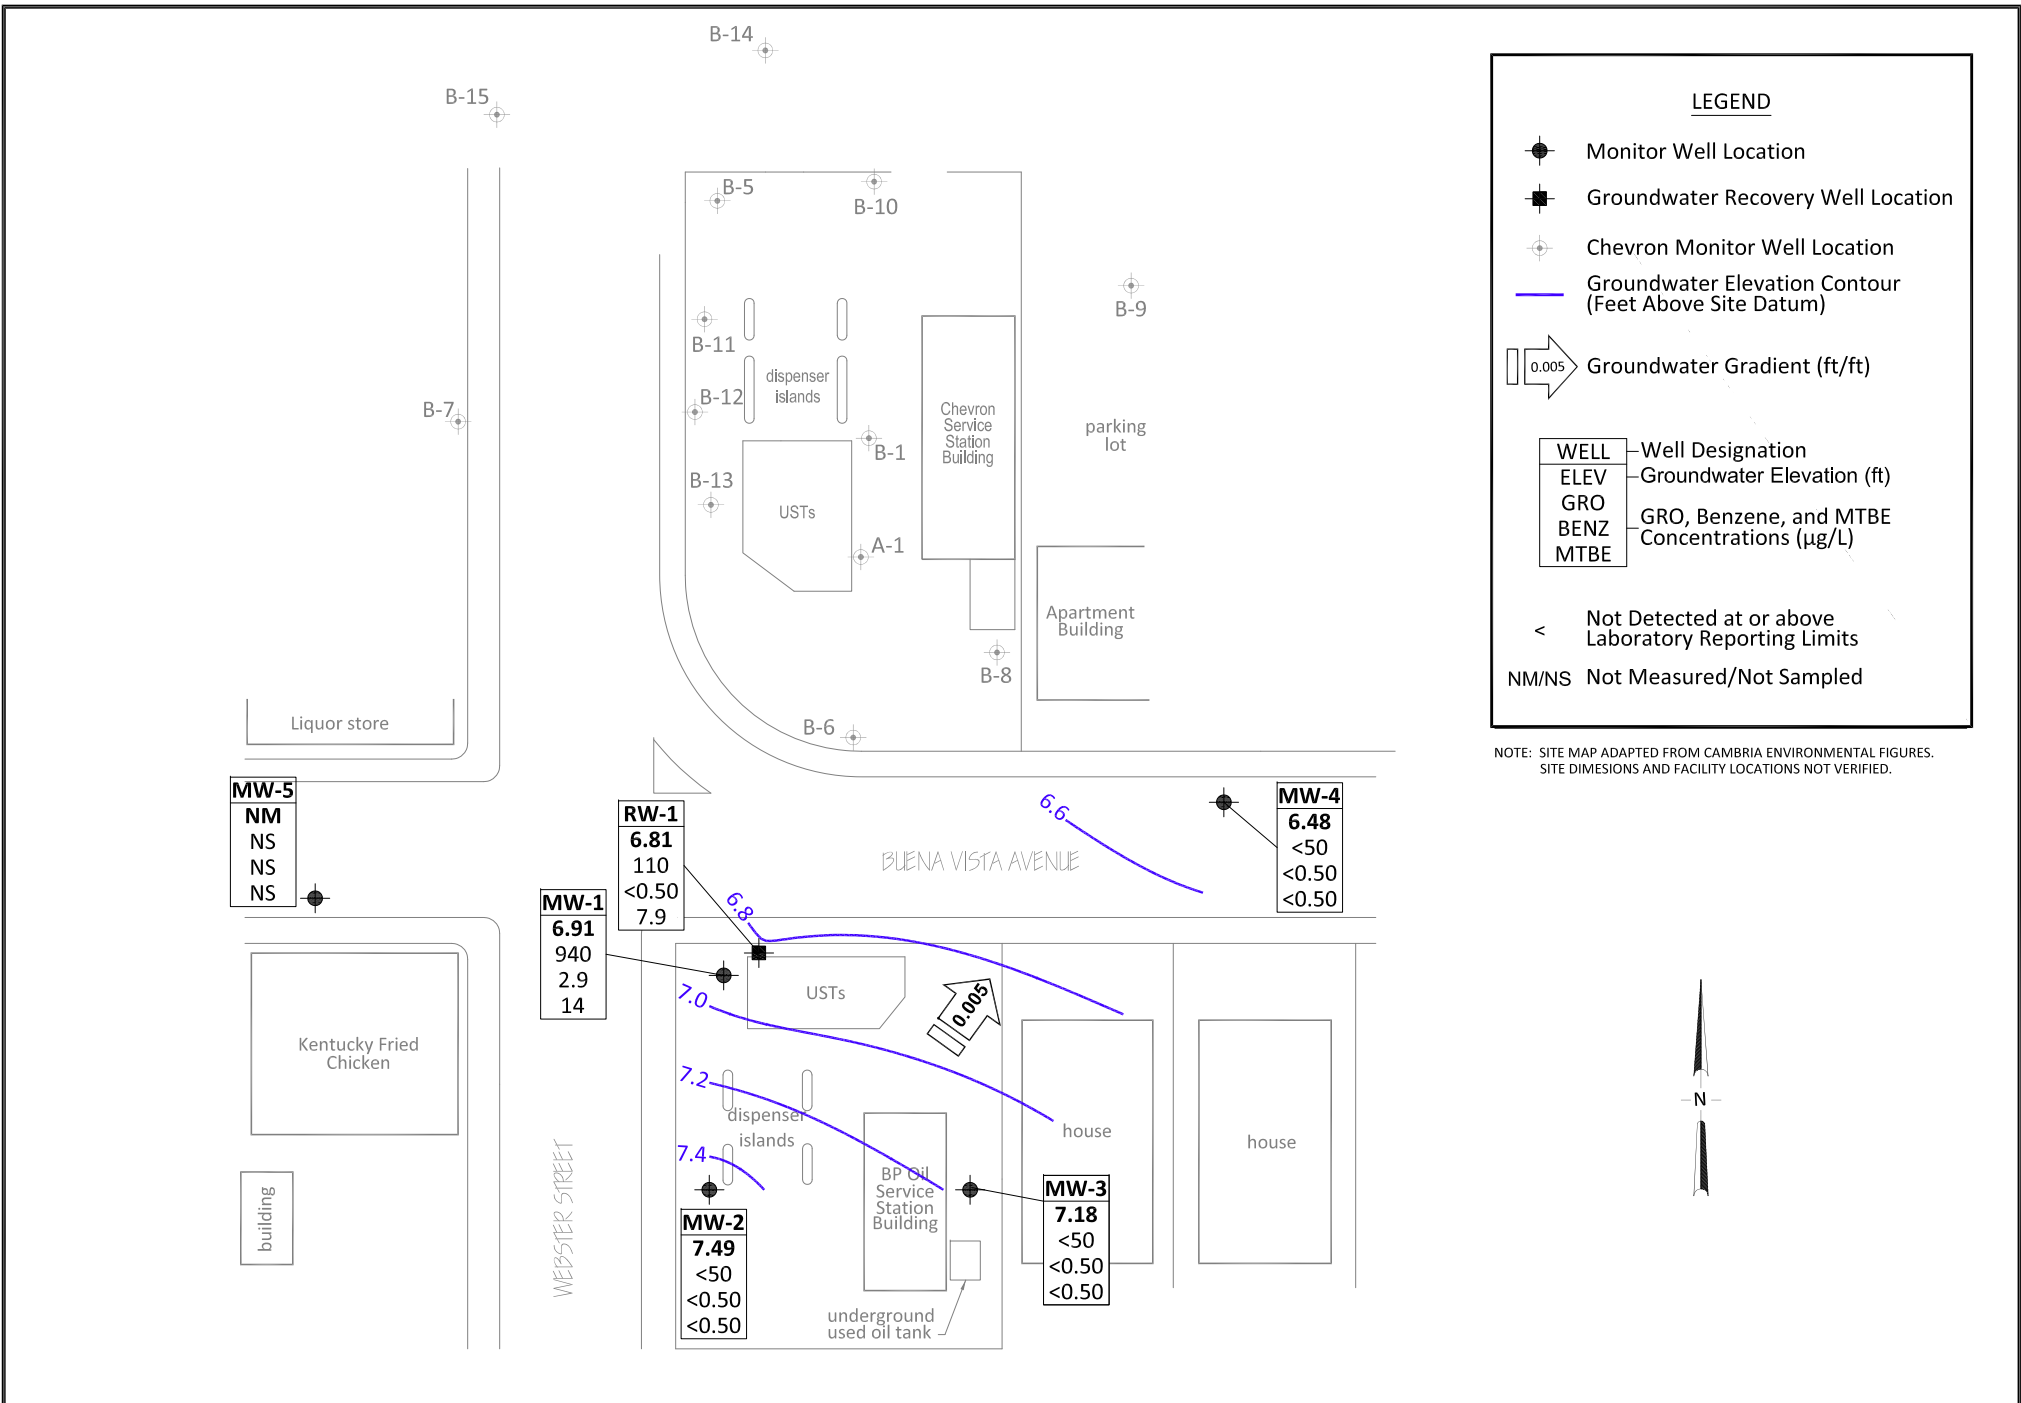 B-14
B-15
B-5
B-10
B-9
B-11
dispenser
islands
B-12
B-7
Chevron
Service
Station
Building
parking
lot
B-1
B-13
USTs
A-1
Apartment
Building
B-8
B-6
Liquor store
LEGEND
Monitor Well Location
Groundwater Recovery Well Location
Chevron Monitor Well Location
Groundwater Elevation Contour
(Feet Above Site Datum)
0.005
Groundwater Gradient (ft/ft)
WELL
Well Designation
ELEV
Groundwater Elevation (ft)
GRO
BENZ
MTBE
GRO, Benzene, and MTBE
Concentrations (µg/L)
<
Not Detected at or above
Laboratory Reporting Limits
NM/NS
Not Measured/Not Sampled
NOTE: SITE MAP ADAPTED FROM CAMBRIA ENVIRONMENTAL FIGURES.
SITE DIMESIONS AND FACILITY LOCATIONS NOT VERIFIED.
MW-5
NM
NS
NS
NS
RW-1
6.81
110
<0.50
7.9
MW-1
6.91
940
2.9
14
6.6
MW-4
6.48
<50
<0.50
<0.50
BUENA VISTA AVENUE
6.8
7.0
USTs
0.005
Kentucky Fried
Chicken
7.2
dispenser
islands
7.4
house
house
BP Oil
Service
Station
Building
WEBSTER STREET
building
MW-2
7.49
<50
<0.50
<0.50
MW-3
7.18
<50
<0.50
<0.50
underground
used oil tank
N